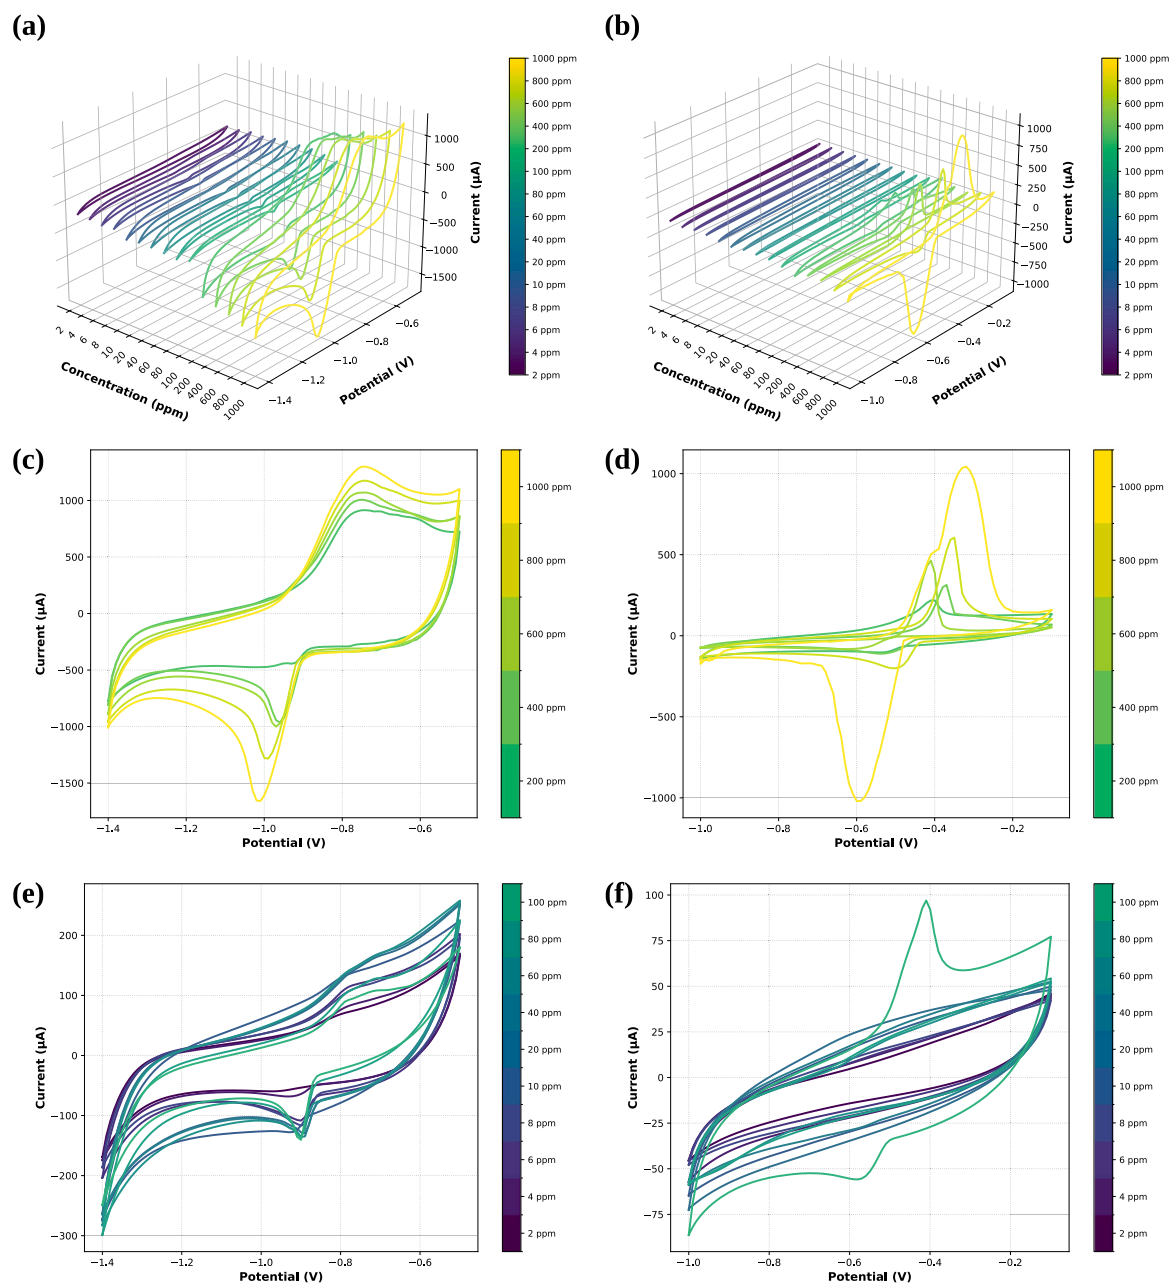 (a)
1000 ppm
800 ppm
600 ppm
400 ppm
200 ppm
100 ppm
80 ppm
60 ppm
40 ppm
20 ppm
10 ppm
8 ppm
6 ppm
4 ppm
2 ppm
1000
500
0
−500
−1000
−1500
Current (µA)
2
4
6
8
10
20
40
60
80
100
200
400
600
800
1000
Concentration (ppm)
−1.4
−1.2
−1.0
−0.8
−0.6
Potential (V)
(b)
1000 ppm
800 ppm
600 ppm
400 ppm
200 ppm
100 ppm
80 ppm
60 ppm
40 ppm
20 ppm
10 ppm
8 ppm
6 ppm
4 ppm
2 ppm
1000
750
500
250
0
−250
−500
−750
−1000
Current (µA)
2
4
6
8
10
20
40
60
80
100
200
400
600
800
1000
Concentration (ppm)
−1.0
−0.8
−0.6
−0.4
−0.2
Potential (V)
(c)
1000
500
0
−500
−1000
−1500
Current (µA)
−1.4
−1.2
−1.0
−0.8
−0.6
Potential (V)
1000 ppm
800 ppm
600 ppm
400 ppm
200 ppm
(d)
1000
500
0
−500
−1000
Current (µA)
−1.0
−0.8
−0.6
−0.4
−0.2
Potential (V)
1000 ppm
800 ppm
600 ppm
400 ppm
200 ppm
(e)
200
100
0
−100
−200
−300
Current (µA)
−1.4
−1.2
−1.0
−0.8
−0.6
Potential (V)
100 ppm
80 ppm
60 ppm
40 ppm
20 ppm
10 ppm
8 ppm
6 ppm
4 ppm
2 ppm
(f)
100
75
50
25
0
−25
−50
−75
Current (µA)
−1.0
−0.8
−0.6
−0.4
−0.2
Potential (V)
100 ppm
80 ppm
60 ppm
40 ppm
20 ppm
10 ppm
8 ppm
6 ppm
4 ppm
2 ppm